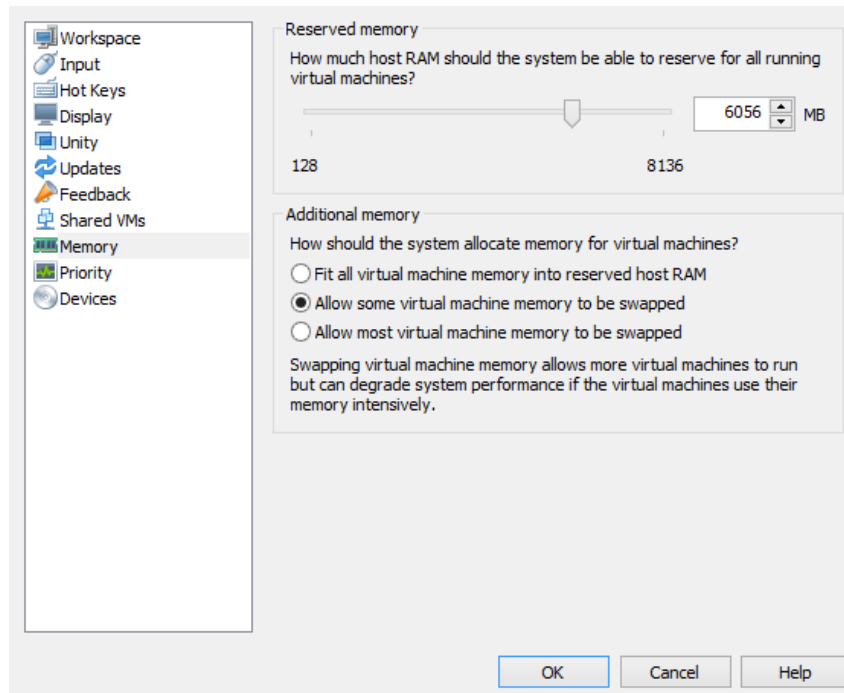 Workspace
Input
Hot Keys
Display
Unity
Updates
Feedback
Shared VMs
Memory
Priority
Devices
Reserved memory
How much host RAM should the system be able to reserve for all running
virtual machines?
6056 MB
128 8136
Additional memory
How should the system allocate memory for virtual machines?
Fit all virtual machine memory into reserved host RAM
Allow some virtual machine memory to be swapped
Allow most virtual machine memory to be swapped
Swapping virtual machine memory allows more virtual machines to run
but can degrade system performance if the virtual machines use their
memory intensively.
OK Cancel Help